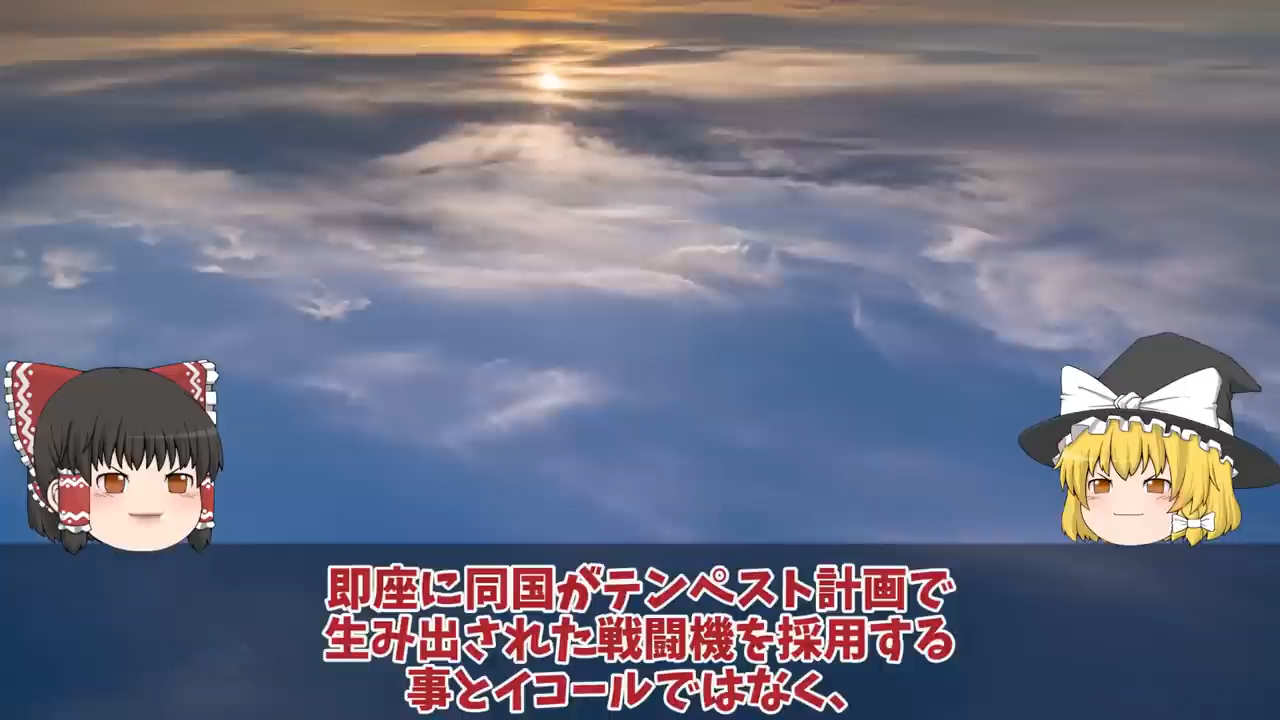 即座に同国がテンペスト計画で
生み出された戦闘機を採用する
事とイコールではなく、